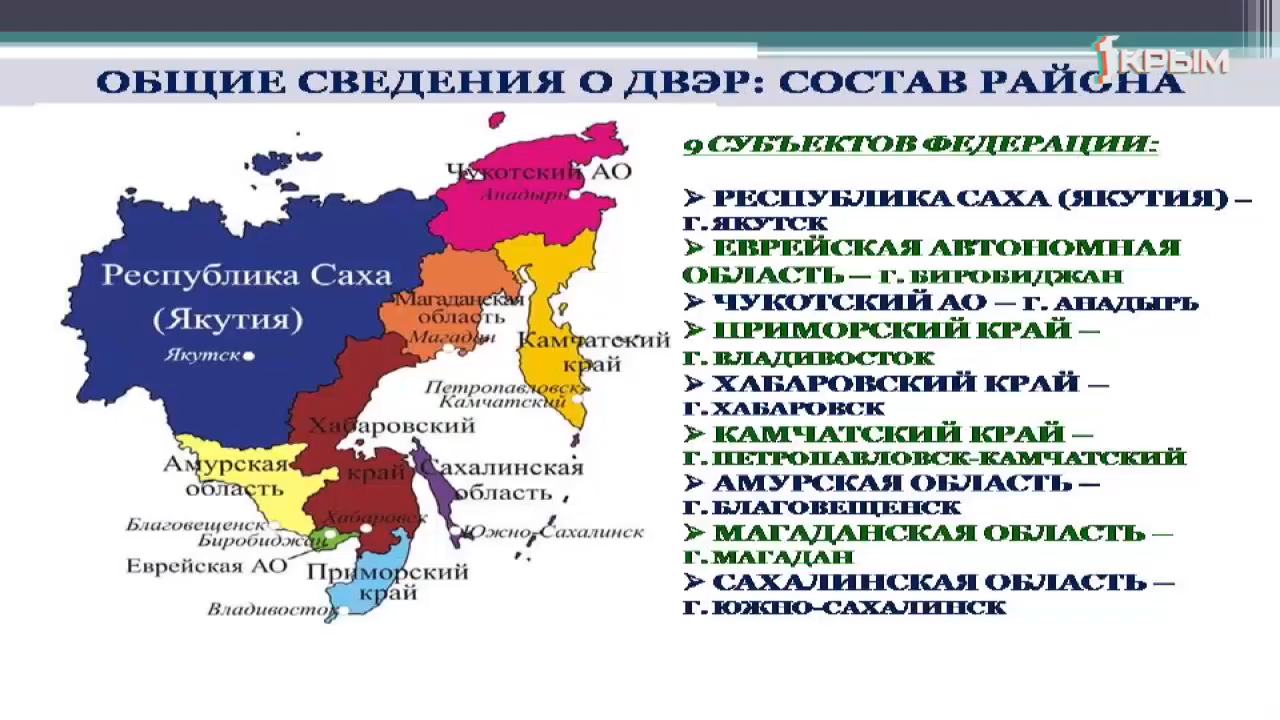 1КРЫМ
ОБЩИЕ СВЕДЕНИЯ О ДВЭР: СОСТАВ РАЙОНА
Чукотский АО
Анадырь
Республика Саха
(Якутия)
Якутск
Магаданская
область
Магадан
Камчатский
край
Петропавловск-
Камчатский
Хабаровский
край
Хабаровск
Амурская
область
Сахалинская
область
Благовещенск
Биробиджан
Южно-Сахалинск
Еврейская АО
Приморский
край
Владивосток
9 СУБЪЕКТОВ ФЕДЕРАЦИИ:
➢ РЕСПУБЛИКА САХА (ЯКУТИЯ) –
Г. ЯКУТСК
➢ ЕВРЕЙСКАЯ АВТОНОМНАЯ
ОБЛАСТЬ – Г. БИРОБИДЖАН
➢ ЧУКОТСКИЙ АО – Г. АНАДЫРЬ
➢ ПРИМОРСКИЙ КРАЙ –
Г. ВЛАДИВОСТОК
➢ ХАБАРОВСКИЙ КРАЙ –
Г. ХАБАРОВСК
➢ КАМЧАТСКИЙ КРАЙ –
Г. ПЕТРОПАВЛОВСК-КАМЧАТСКИЙ
➢ АМУРСКАЯ ОБЛАСТЬ –
Г. БЛАГОВЕЩЕНСК
➢ МАГАДАНСКАЯ ОБЛАСТЬ –
Г. МАГАДАН
➢ САХАЛИНСКАЯ ОБЛАСТЬ –
Г. ЮЖНО-САХАЛИНСК